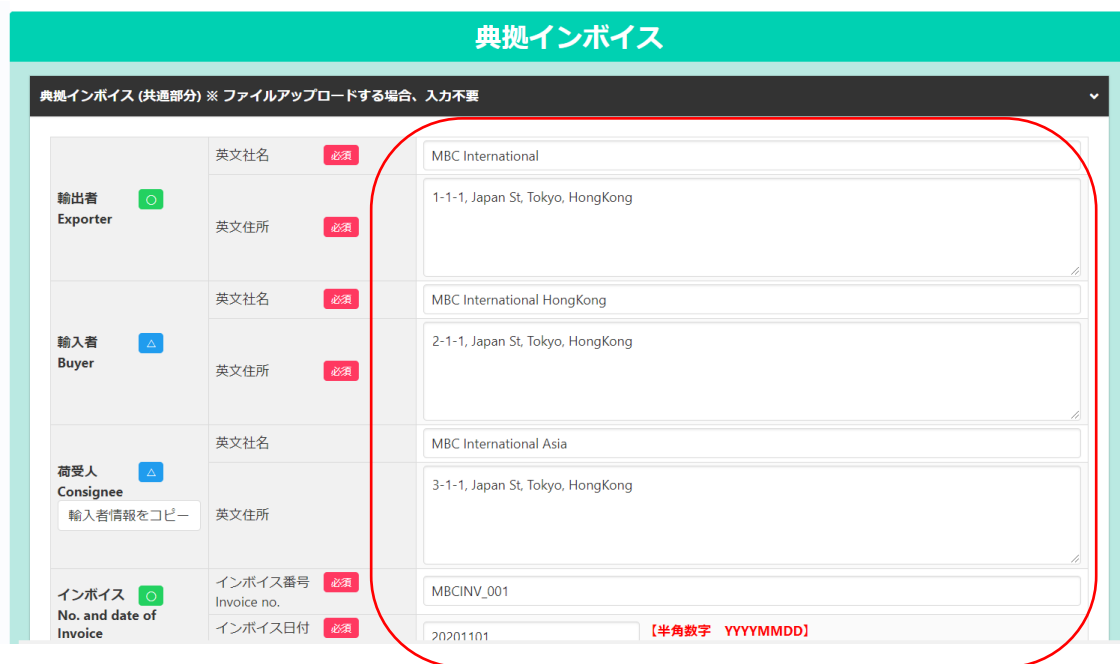 典拠インボイス
典拠インボイス (共通部分) ※ ファイルアップロードする場合、入力不要
輸出者 ○
Exporter
英文社名 必須 MBC International
英文住所 必須 1-1-1, Japan St, Tokyo, HongKong
輸入者 △
Buyer
英文社名 必須 MBC International HongKong
英文住所 必須 2-1-1, Japan St, Tokyo, HongKong
荷受人 △
Consignee
輸入者情報をコピー
英文社名 MBC International Asia
英文住所 3-1-1, Japan St, Tokyo, HongKong
インボイス ○
No. and date of
Invoice
インボイス番号 必須 MBCINV_001
Invoice no.
インボイス日付 必須 20201101 【半角数字 YYYYMMDD】